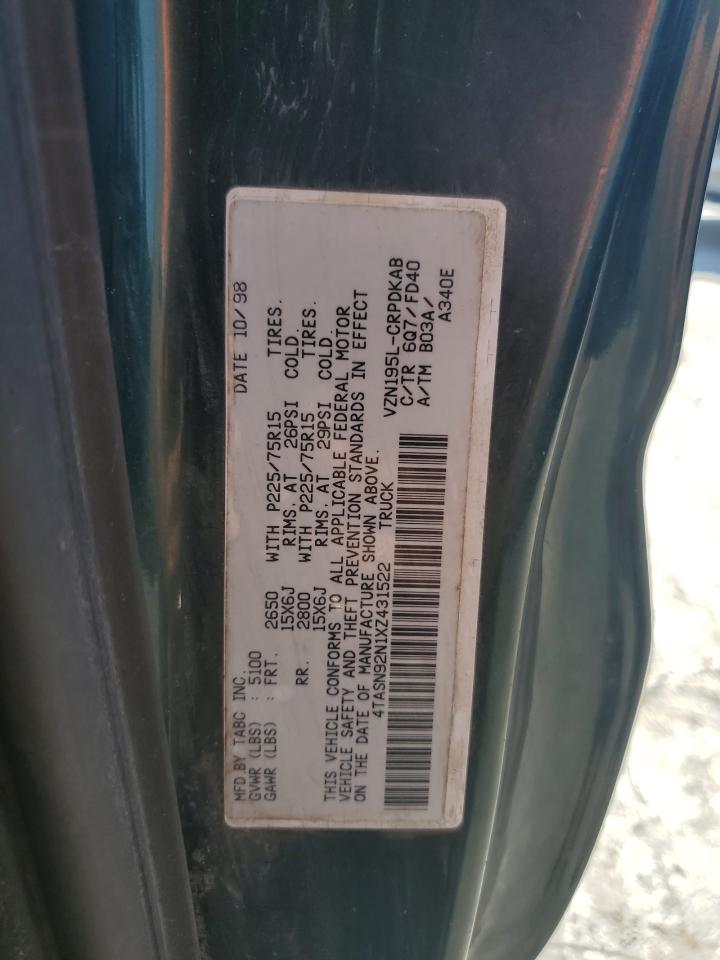 MFD.BY TABC INC. DATE 10/98
GVWR (LBS) : 5100
GAWR (LBS) : FRT. 2650 WITH P225/75R15 TIRES.
15X6J RIMS. AT 26PSI COLD.
RR. 2800 WITH P225/75R15 TIRES.
15X6J RIMS. AT 29PSI COLD.
THIS VEHICLE CONFORMS TO ALL APPLICABLE FEDERAL MOTOR
VEHICLE SAFETY AND THEFT PREVENTION STANDARDS IN EFFECT
ON THE DATE OF MANUFACTURE SHOWN ABOVE.
4TASN92N1XZ431522 TRUCK
VZN195L-CRPDKAB
C/TR 6Q7/FD40
A/TM B03A/
A340E